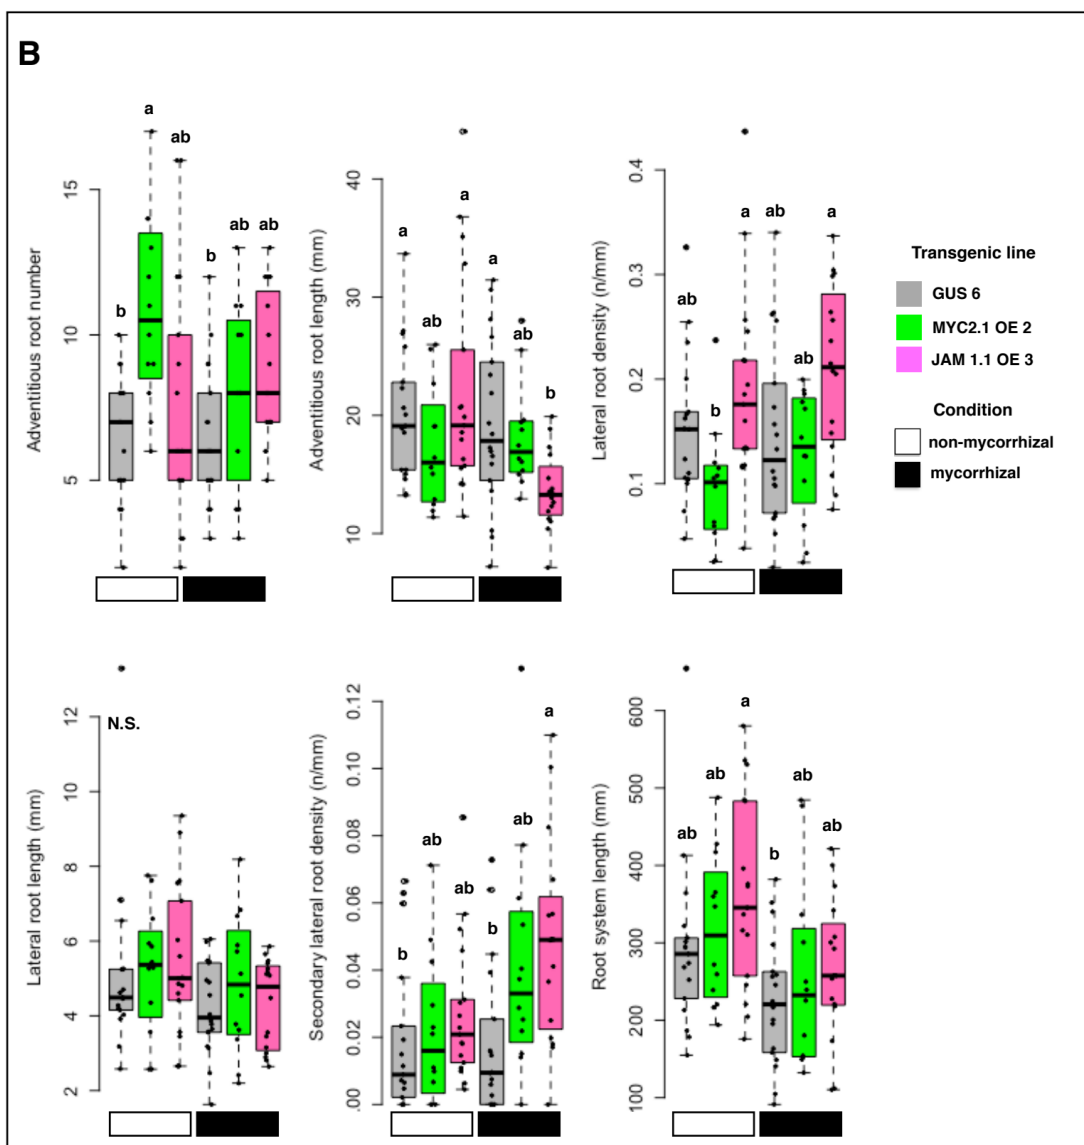 B
Adventitious root number
5
10
15
b
a
ab
b
ab
ab
Adventitious root length (mm)
10
20
30
40
a
ab
a
a
ab
b
Lateral root density (n/mm)
0.1
0.2
0.3
0.4
ab
b
a
ab
ab
a
Transgenic line
GUS 6
MYC2.1 OE 2
JAM 1.1 OE 3
Condition
non-mycorrhizal
mycorrhizal
Lateral root length (mm)
2
4
6
8
10
12
N.S.
Secondary lateral root density (n/mm)
.00
0.02
0.04
0.06
0.08
0.10
0.12
b
ab
ab
b
ab
a
Root system length (mm)
100
200
300
400
500
600
ab
ab
a
b
ab
ab